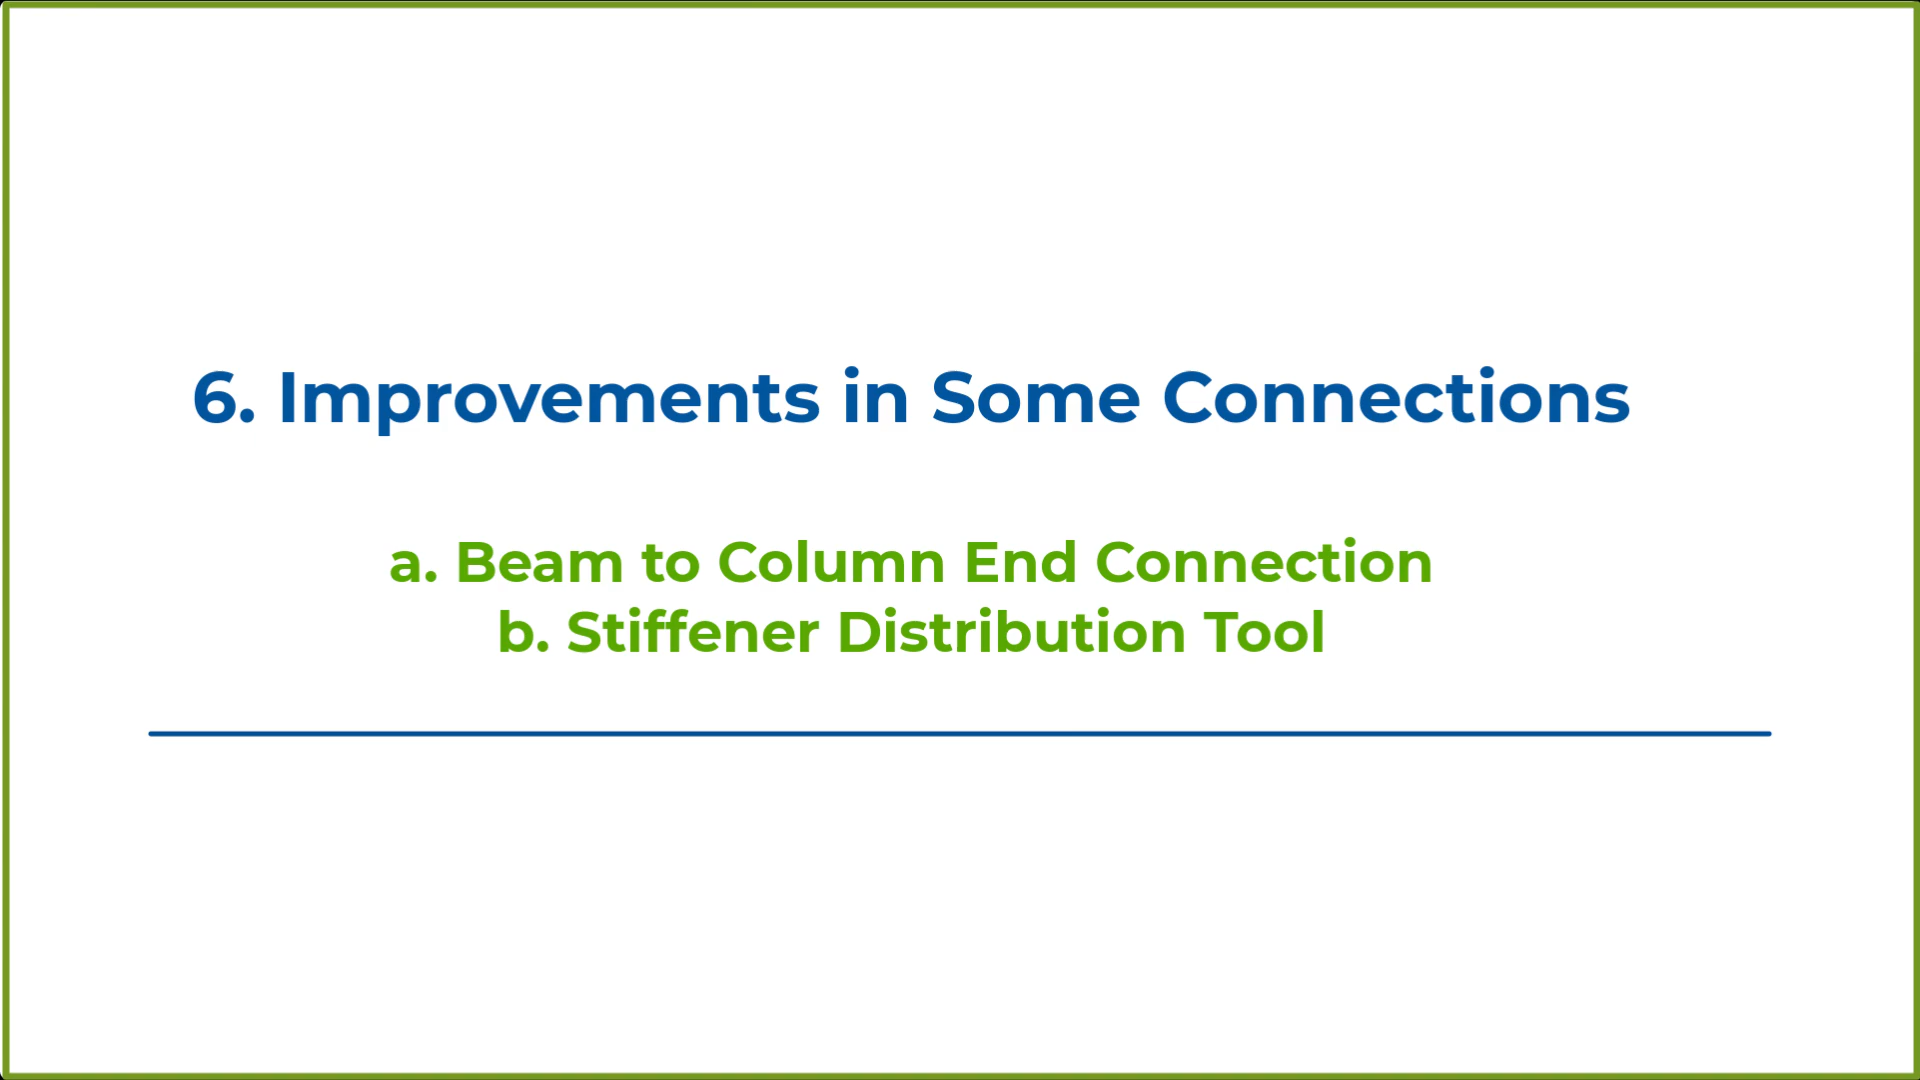 6. Improvements in Some Connections
a. Beam to Column End Connection
b. Stiffener Distribution Tool